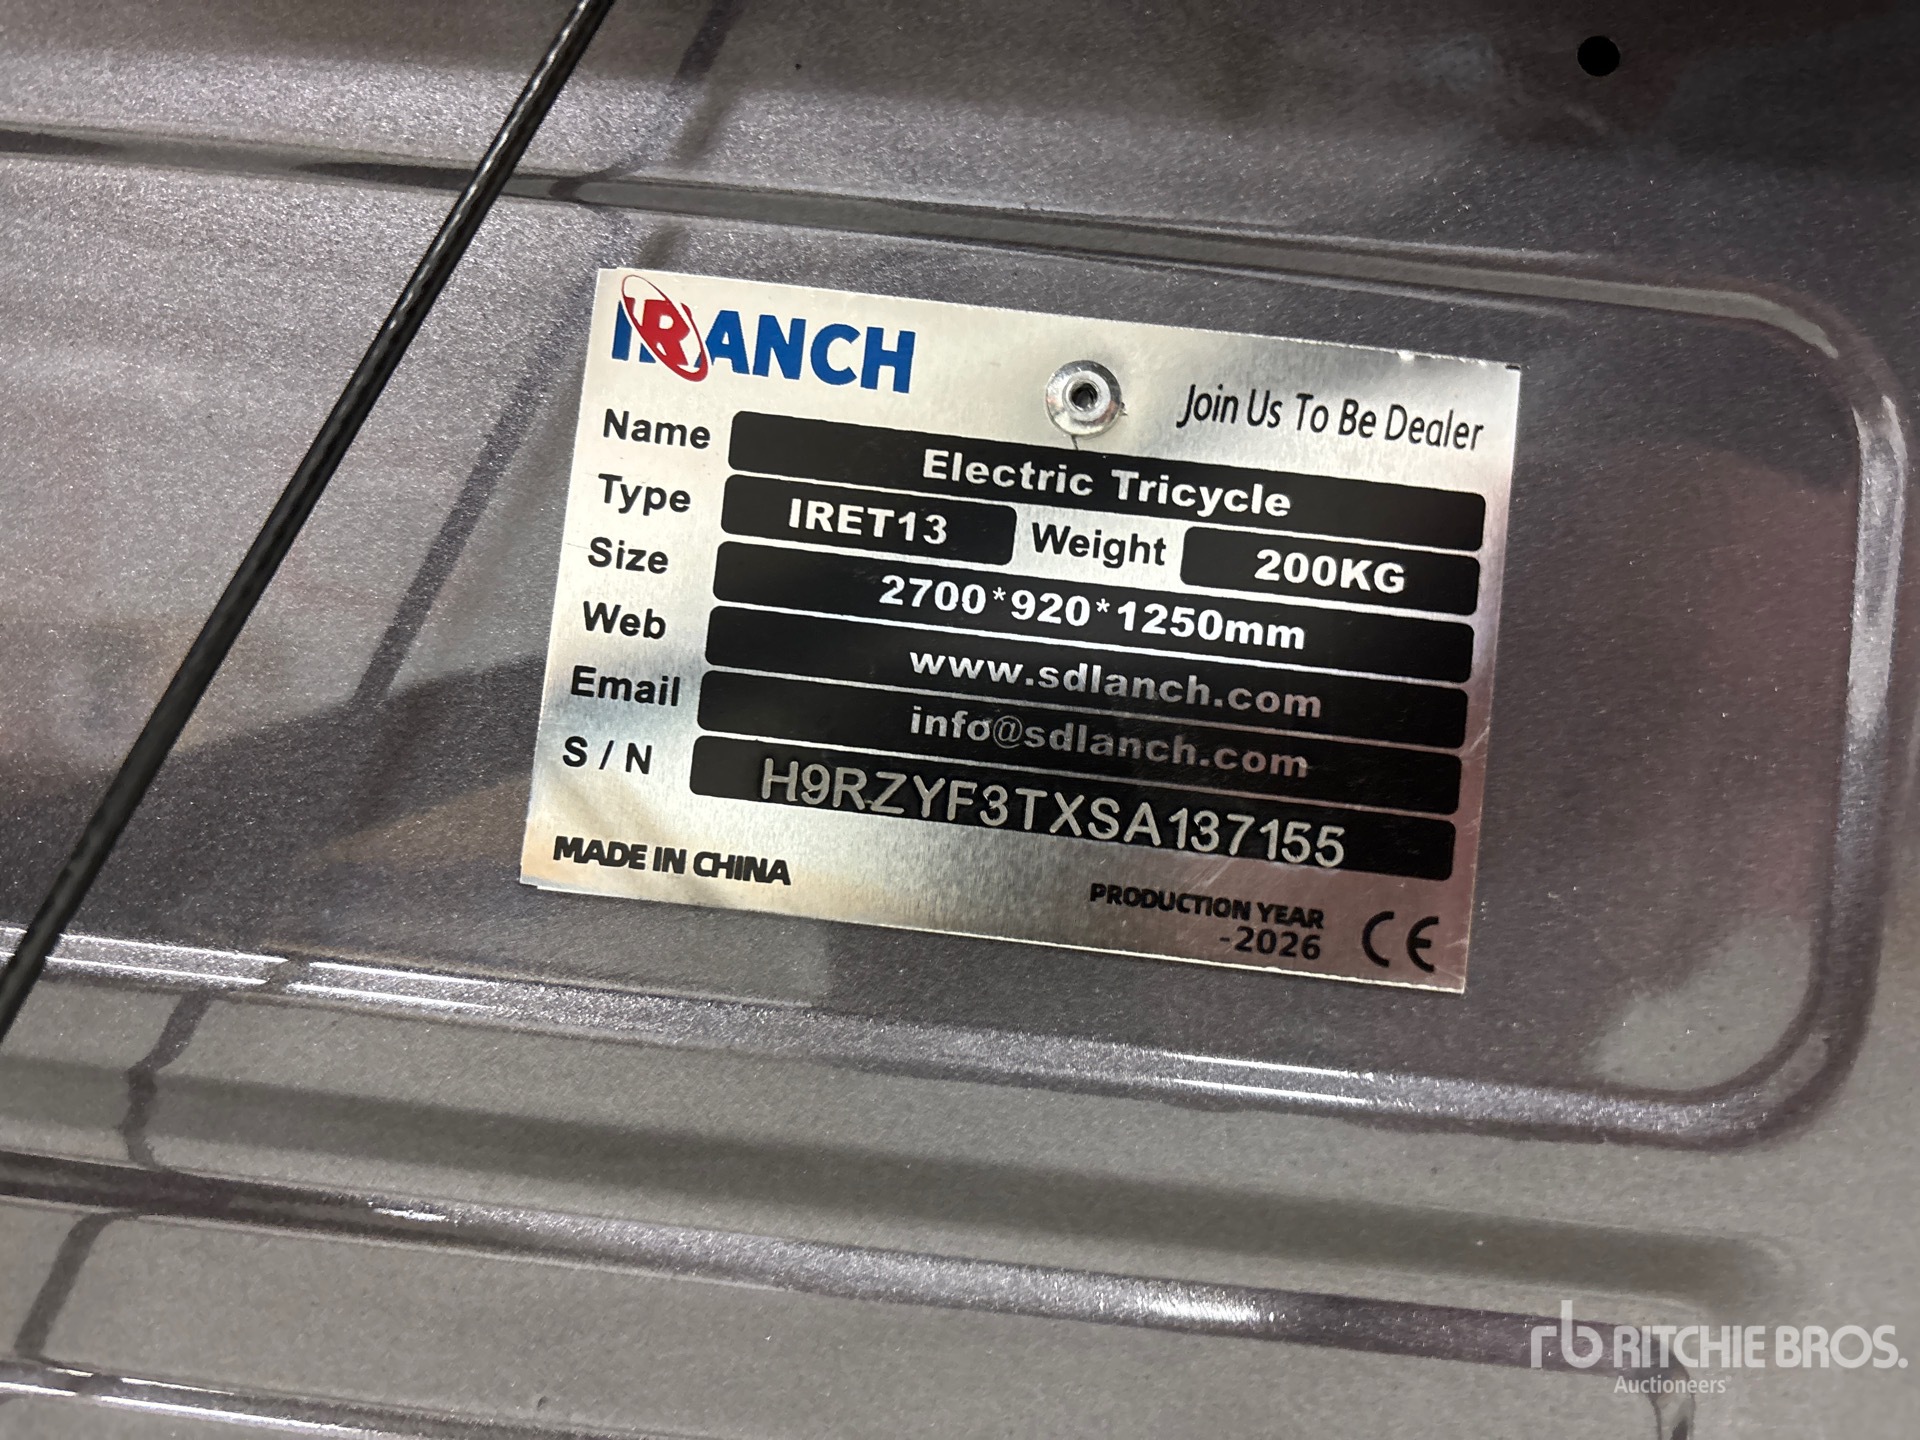 IRANCH
Join Us To Be Dealer
Name Electric Tricycle
Type IRET13 Weight 200KG
Size 2700*920*1250mm
Web www.sdlanch.com
Email info@sdlanch.com
S / N H9RZYF3TXSA137155
MADE IN CHINA
PRODUCTION YEAR
-2026
CE
rb RITCHIE BROS.
Auctioneers